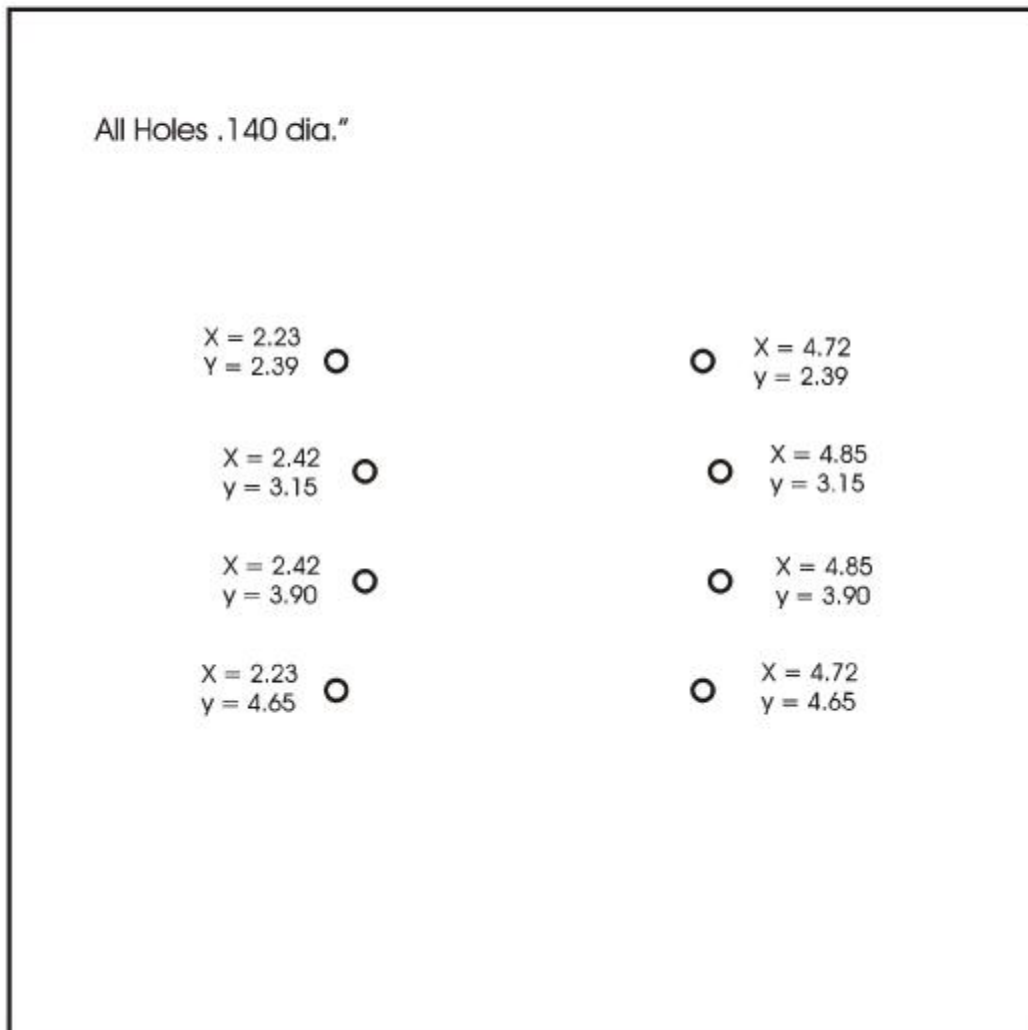 All Holes .140 dia.”
X = 2.23
Y = 2.39
X = 4.72
y = 2.39
X = 2.42
y = 3.15
X = 4.85
y = 3.15
X = 2.42
y = 3.90
X = 4.85
y = 3.90
X = 2.23
y = 4.65
X = 4.72
y = 4.65